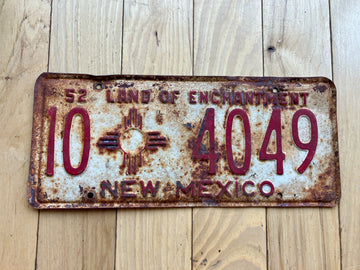 52 LAND OF ENCHANTMENT
10 4049
NEW MEXICO